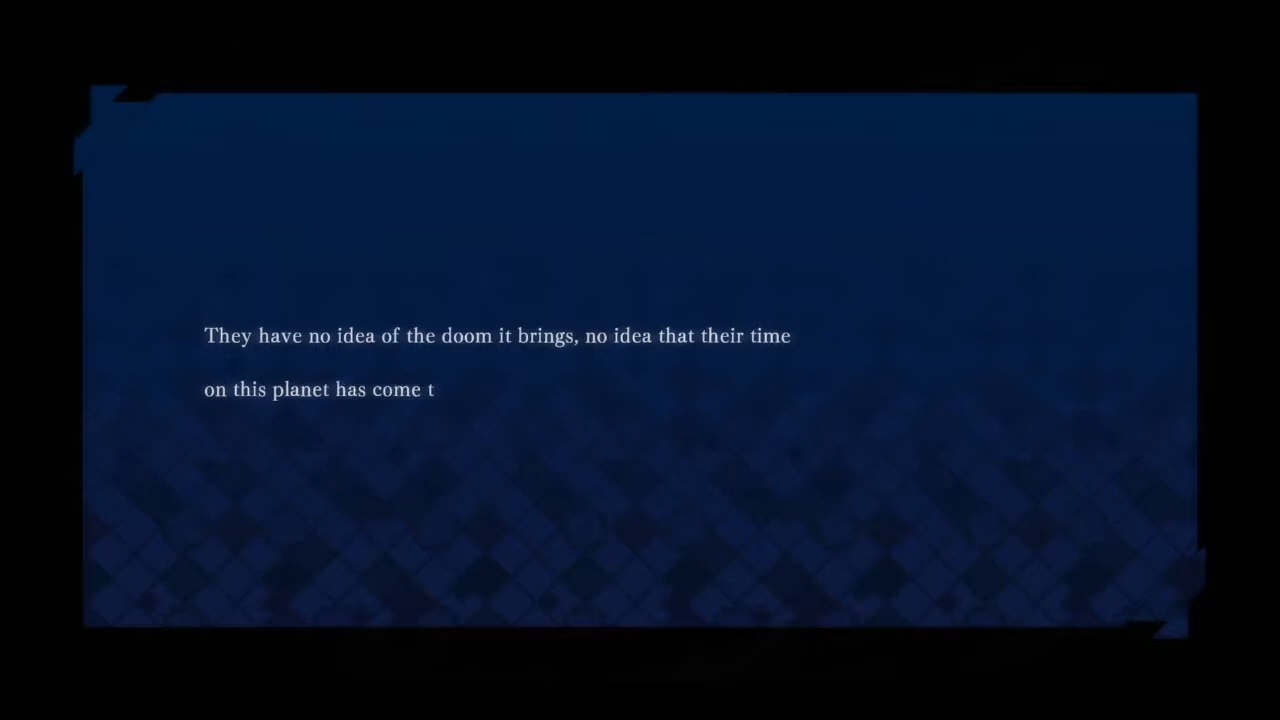 They have no idea of the doom it brings, no idea that their time
on this planet has come t